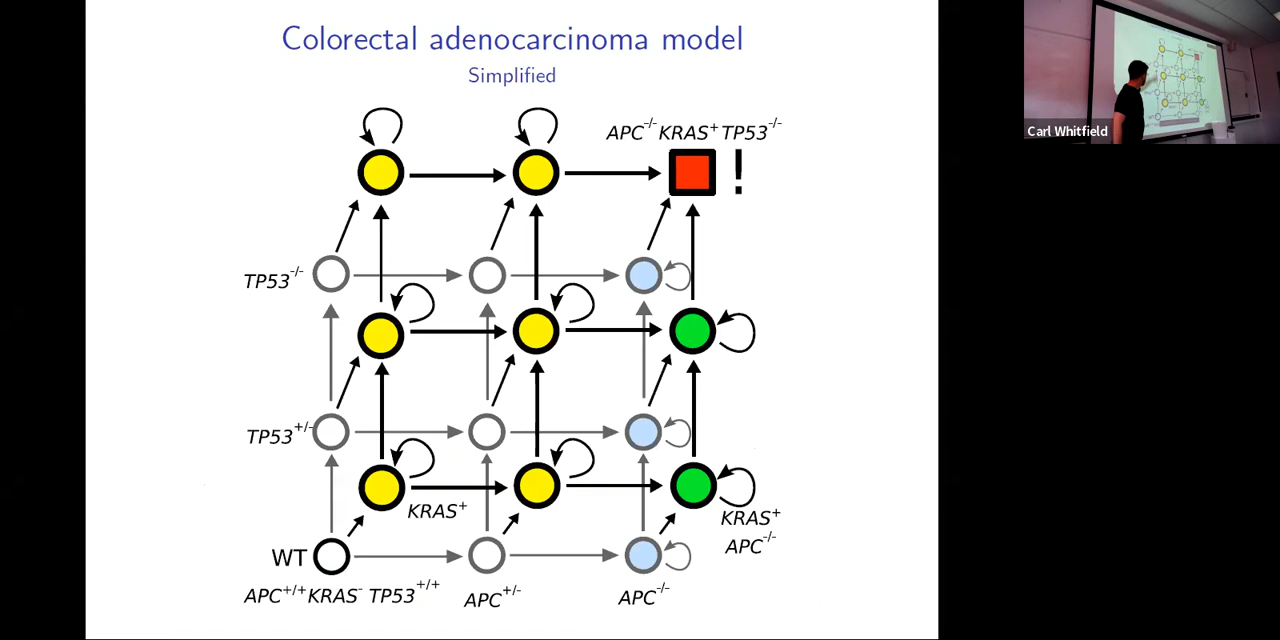 Colorectal adenocarcinoma model
Simplified
Carl Whitfield
APC-/- KRAS+ TP53-/-
!
TP53-/-
TP53+/-
KRAS+
KRAS+
APC-/-
WT
APC+/+ KRAS- TP53+/+
APC+/-
APC-/-